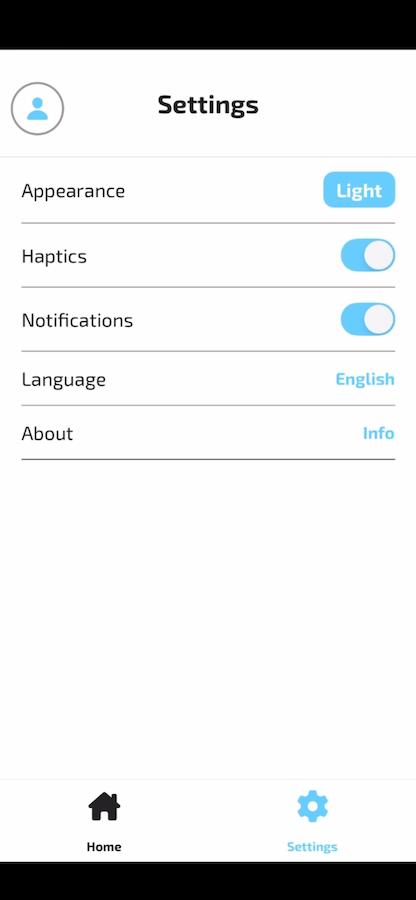 Settings
Appearance Light
Haptics
Notifications
Language English
About Info
Home Settings